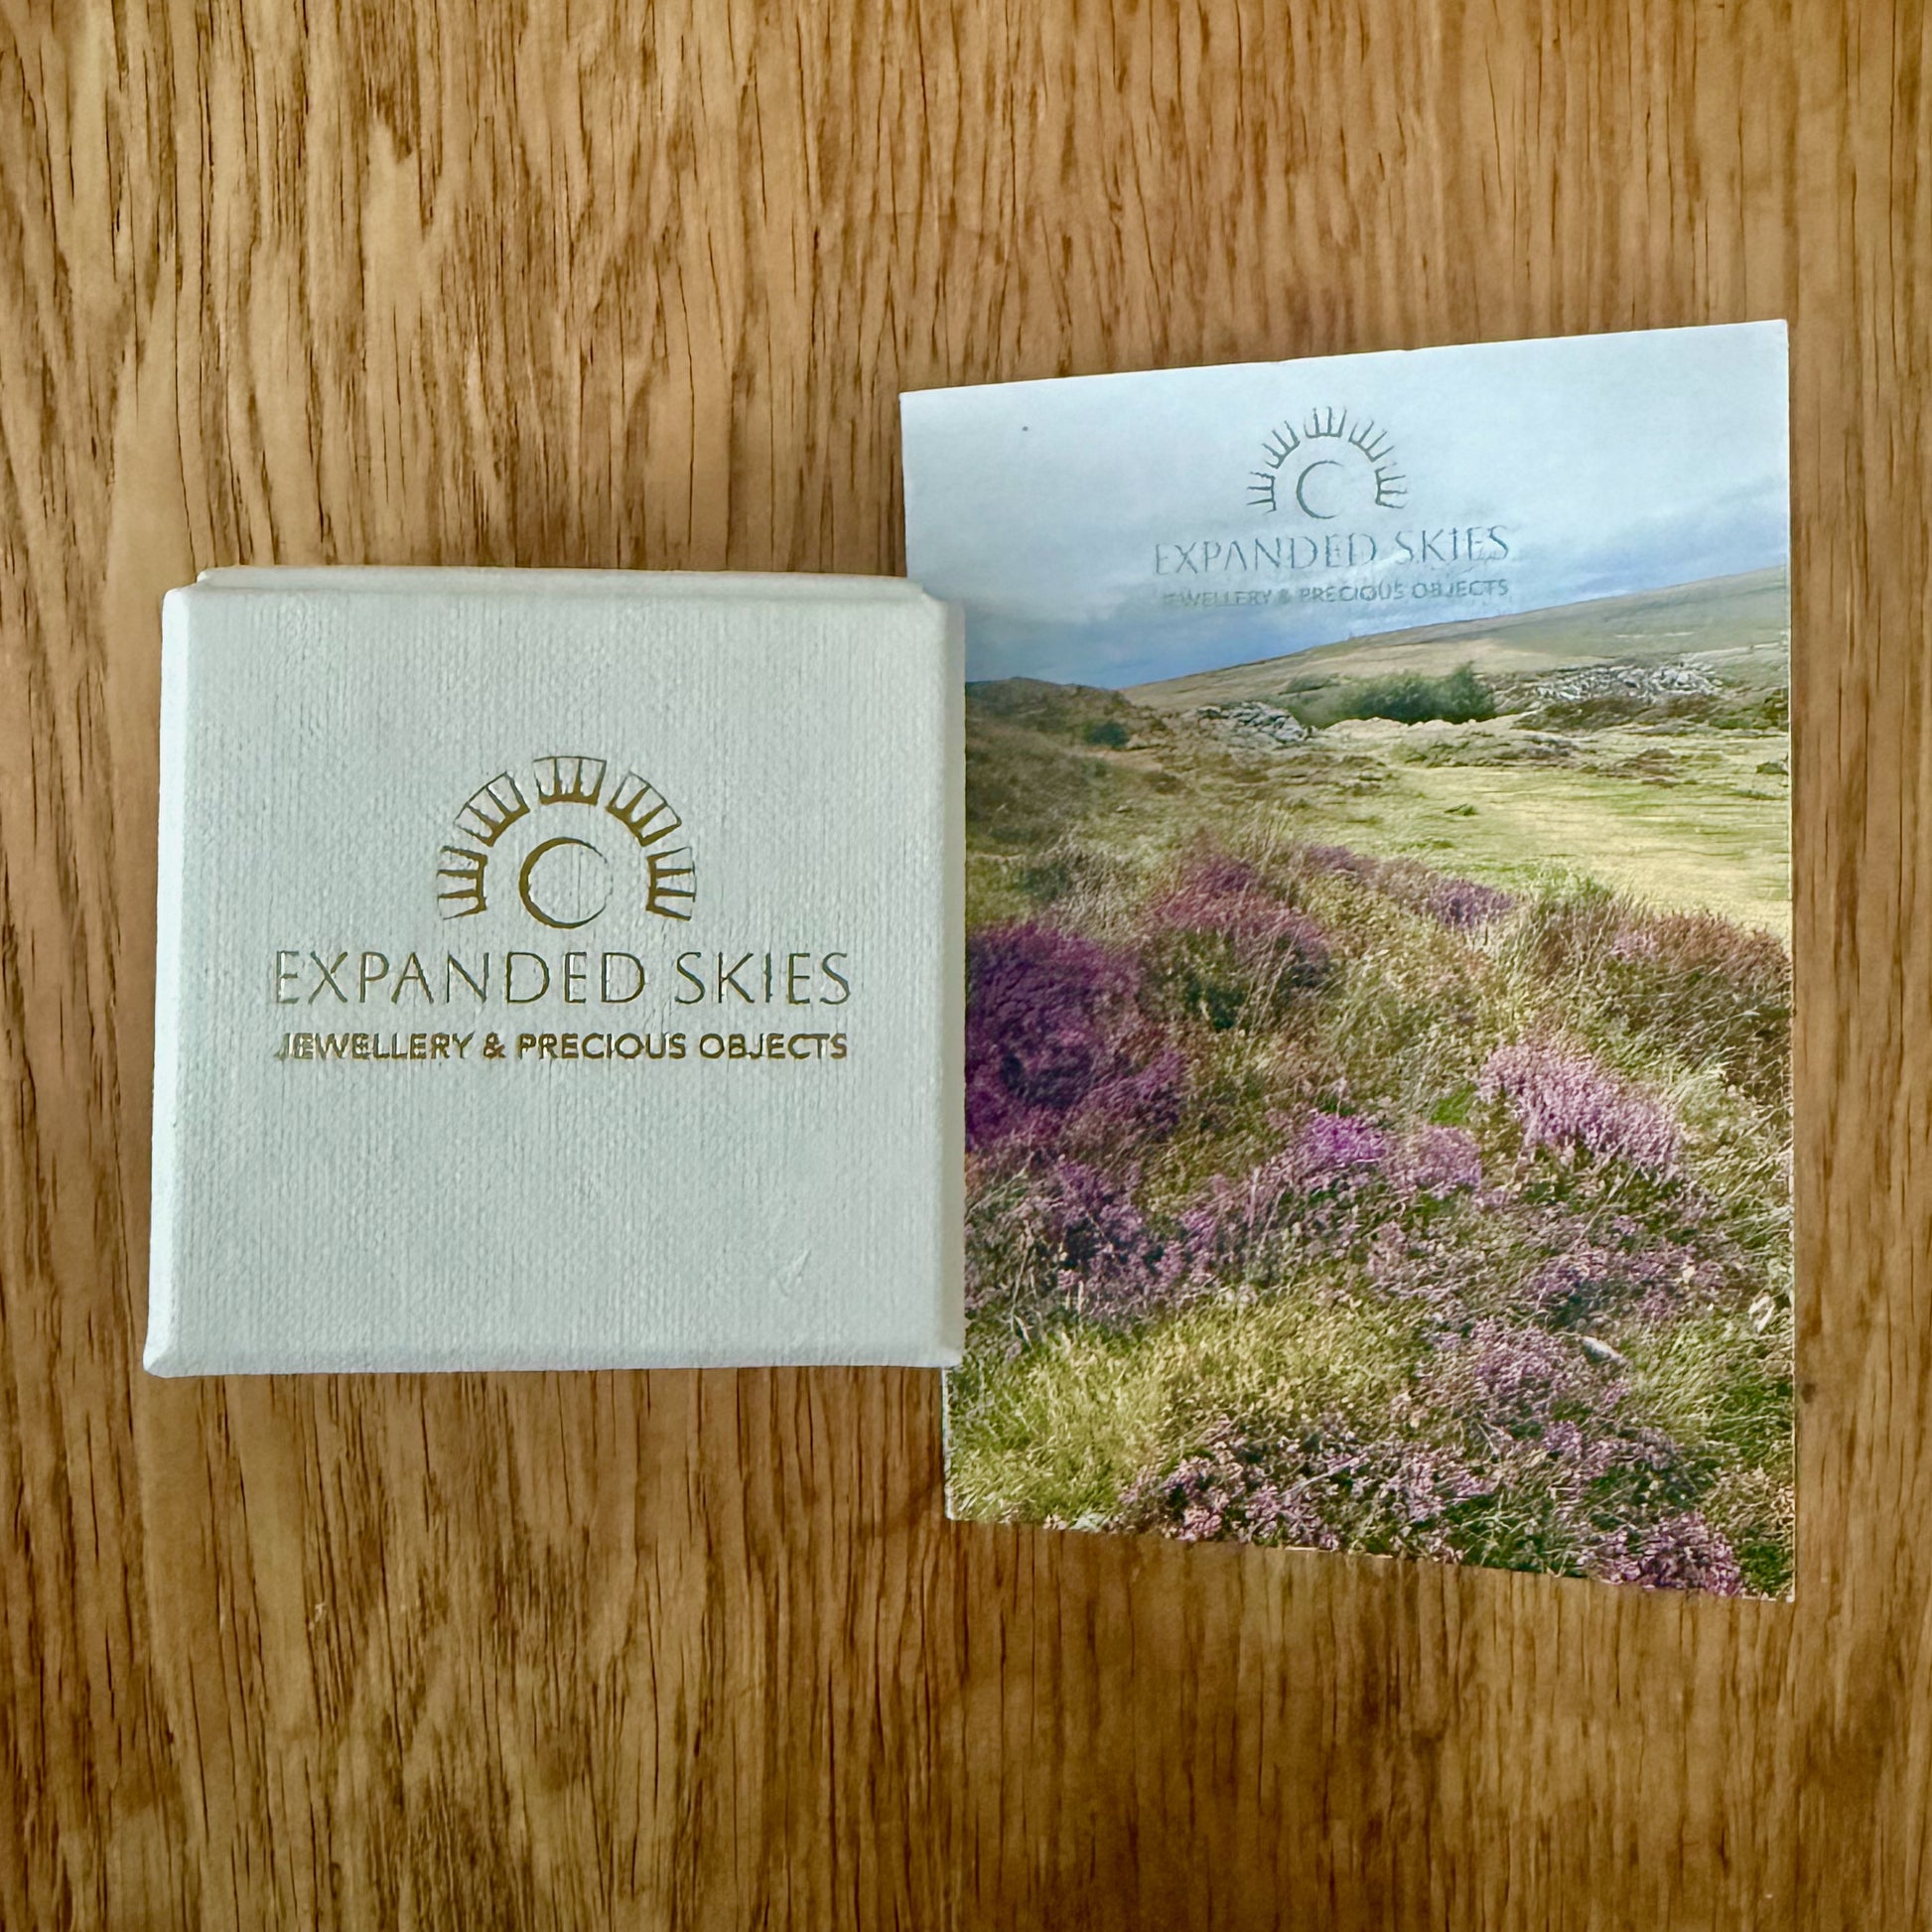 EXPANDED SKIES
JEWELLERY & PRECIOUS OBJECTS
EXPANDED SKIES
JEWELLERY & PRECIOUS OBJECTS